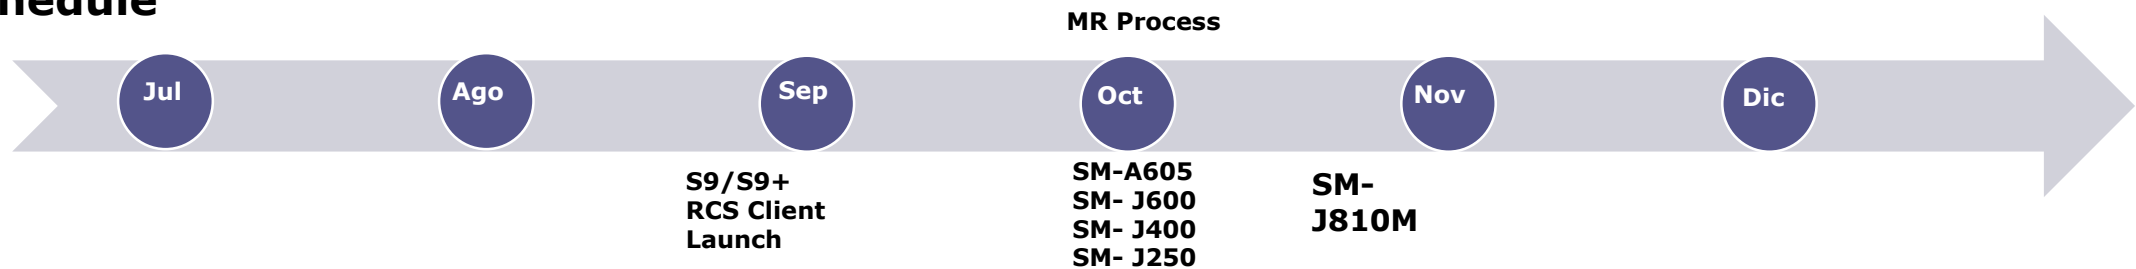 MR Process
Jul
Ago
Sep
Oct
Nov
Dic
S9/S9+
RCS Client
Launch
SM-A605
SM- J600
SM- J400
SM- J250
SM-
J810M